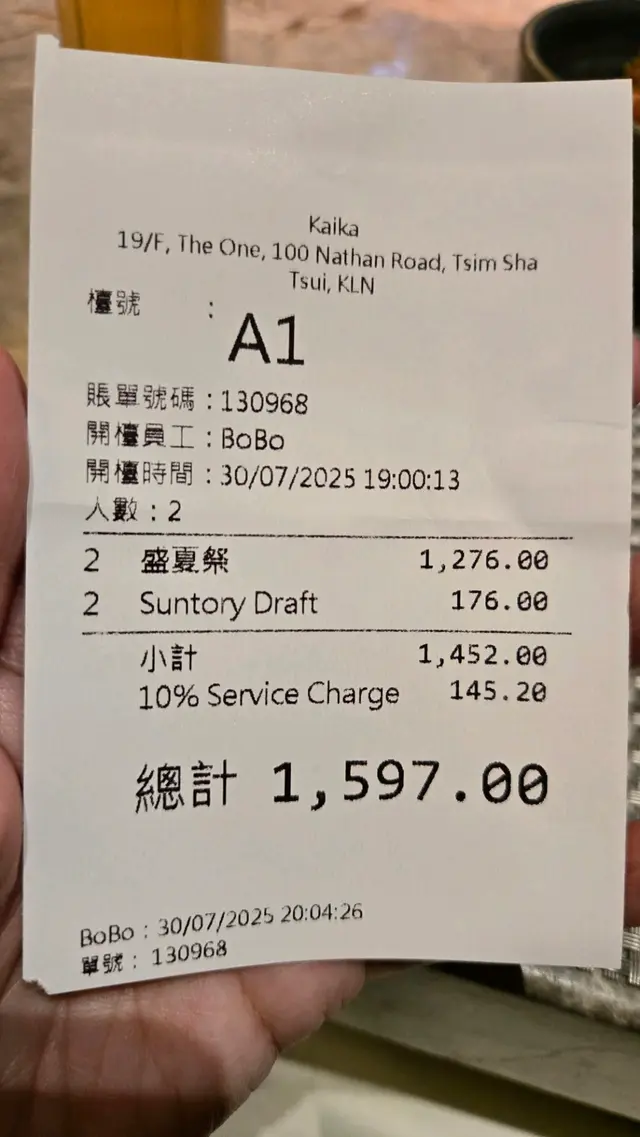 Kaika
19/F, The One, 100 Nathan Road, Tsim Sha
Tsui, KLN
檯號 :
A1
賬單號碼 : 130968
開檯員工 : BoBo
開檯時間 : 30/07/2025 19:00:13
人數 : 2
2 盛夏祭 1,276.00
2 Suntory Draft 176.00
小計 1,452.00
10% Service Charge 145.20
總計 1,597.00
BoBo : 30/07/2025 20:04:26
單號 : 130968